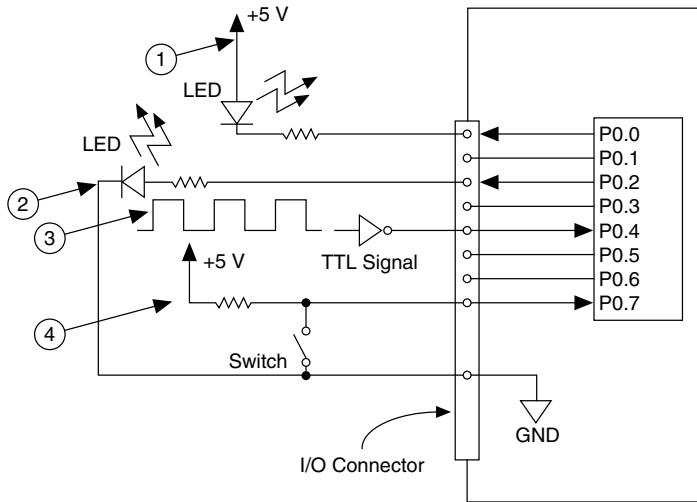 +5 V
1
LED
LED
2
3
+5 V
TTL Signal
4
Switch
I/O Connector
GND
P0.0
P0.1
P0.2
P0.3
P0.4
P0.5
P0.6
P0.7